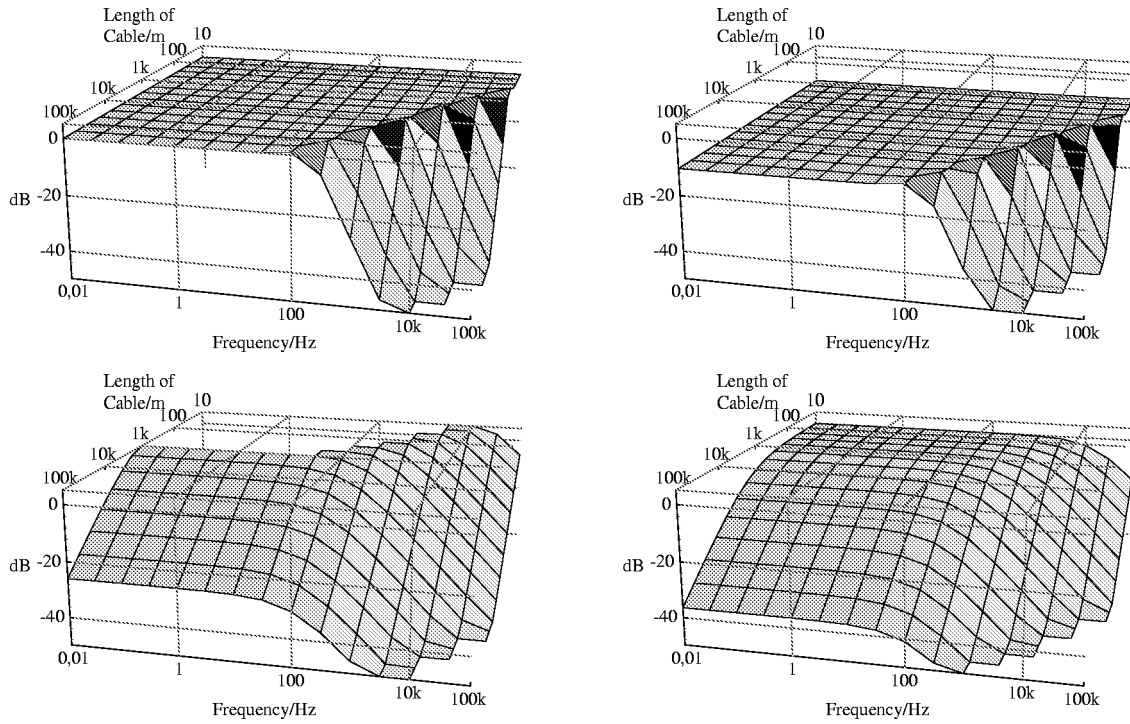 Length of
Cable/m
10
100
1k
10k
100k
0
-20
dB
-40
0,01
1
100
10k
100k
Frequency/Hz
Length of
Cable/m
10
100
1k
10k
100k
0
-20
dB
-40
0,01
1
100
10k
100k
Frequency/Hz
Length of
Cable/m
10
100
1k
10k
100k
0
-20
dB
-40
0,01
1
100
10k
100k
Frequency/Hz
Length of
Cable/m
10
100
1k
10k
100k
0
-20
dB
-40
0,01
1
100
10k
100k
Frequency/Hz